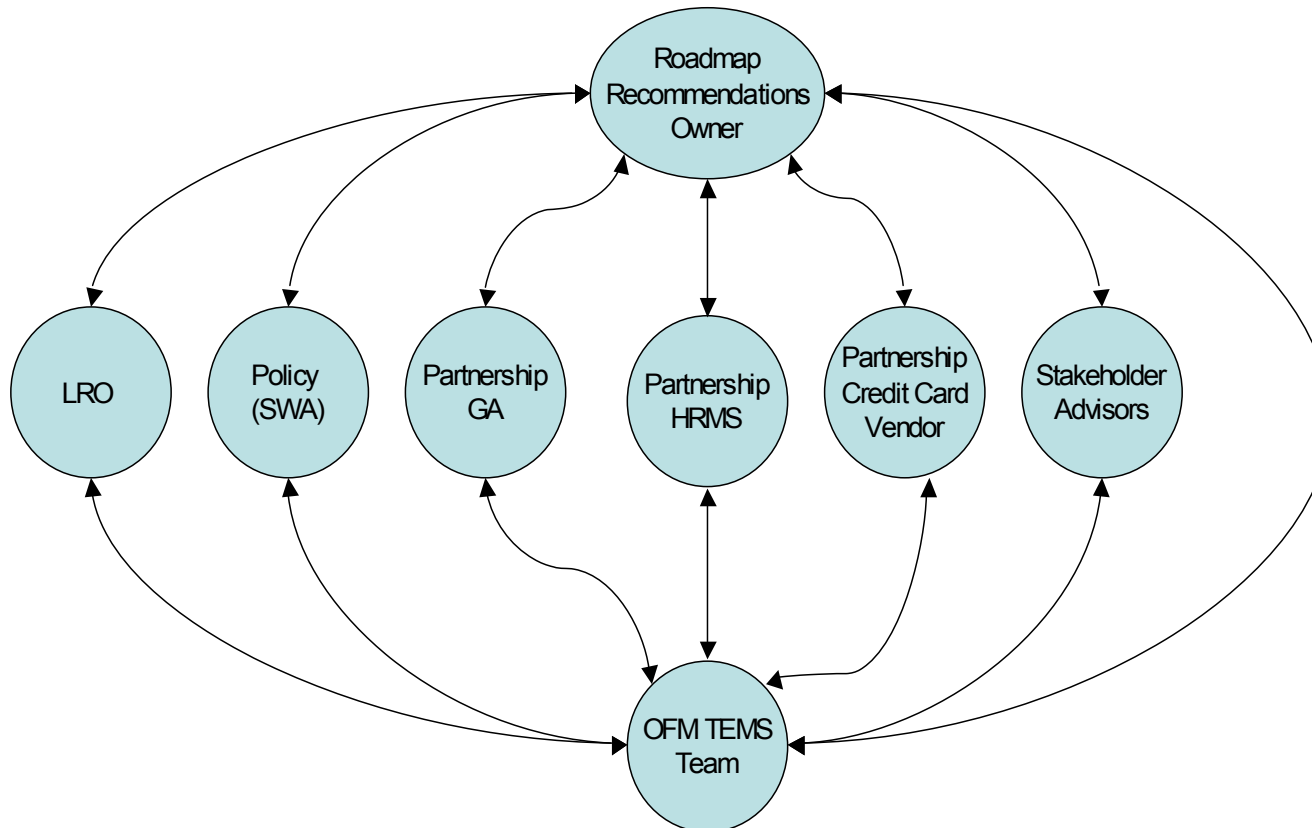 Roadmap
Recommendations
Owner
LRO
Policy
(SWA)
Partnership
GA
Partnership
HRMS
Partnership
Credit Card
Vendor
Stakeholder
Advisors
OFM TEMS
Team